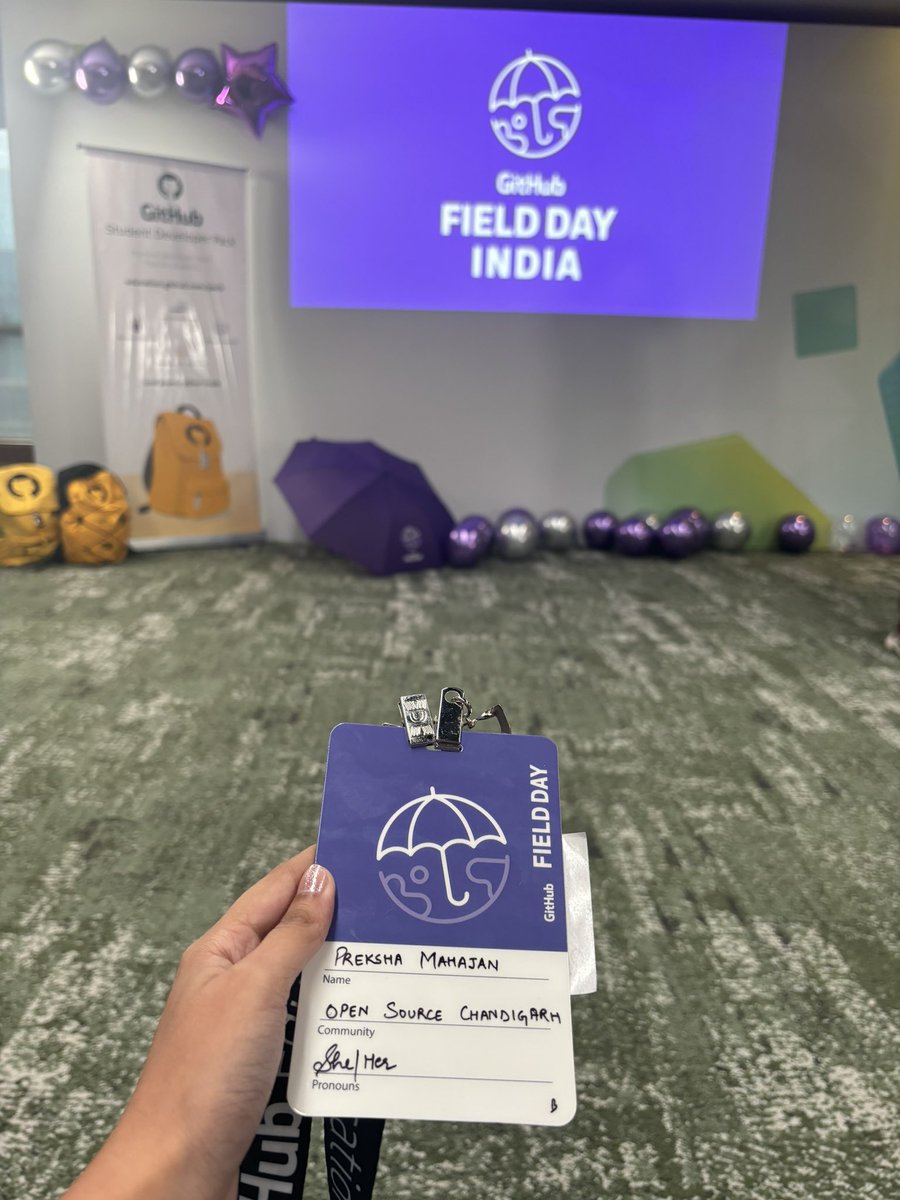 GitHub
FIELD DAY
INDIA
GitHub
Student Developer Pack
GitHub FIELD DAY
PREKSHA MAHAJAN
Name
OPEN SOURCE CHANDIGARH
Community
She/Her
Pronouns
B